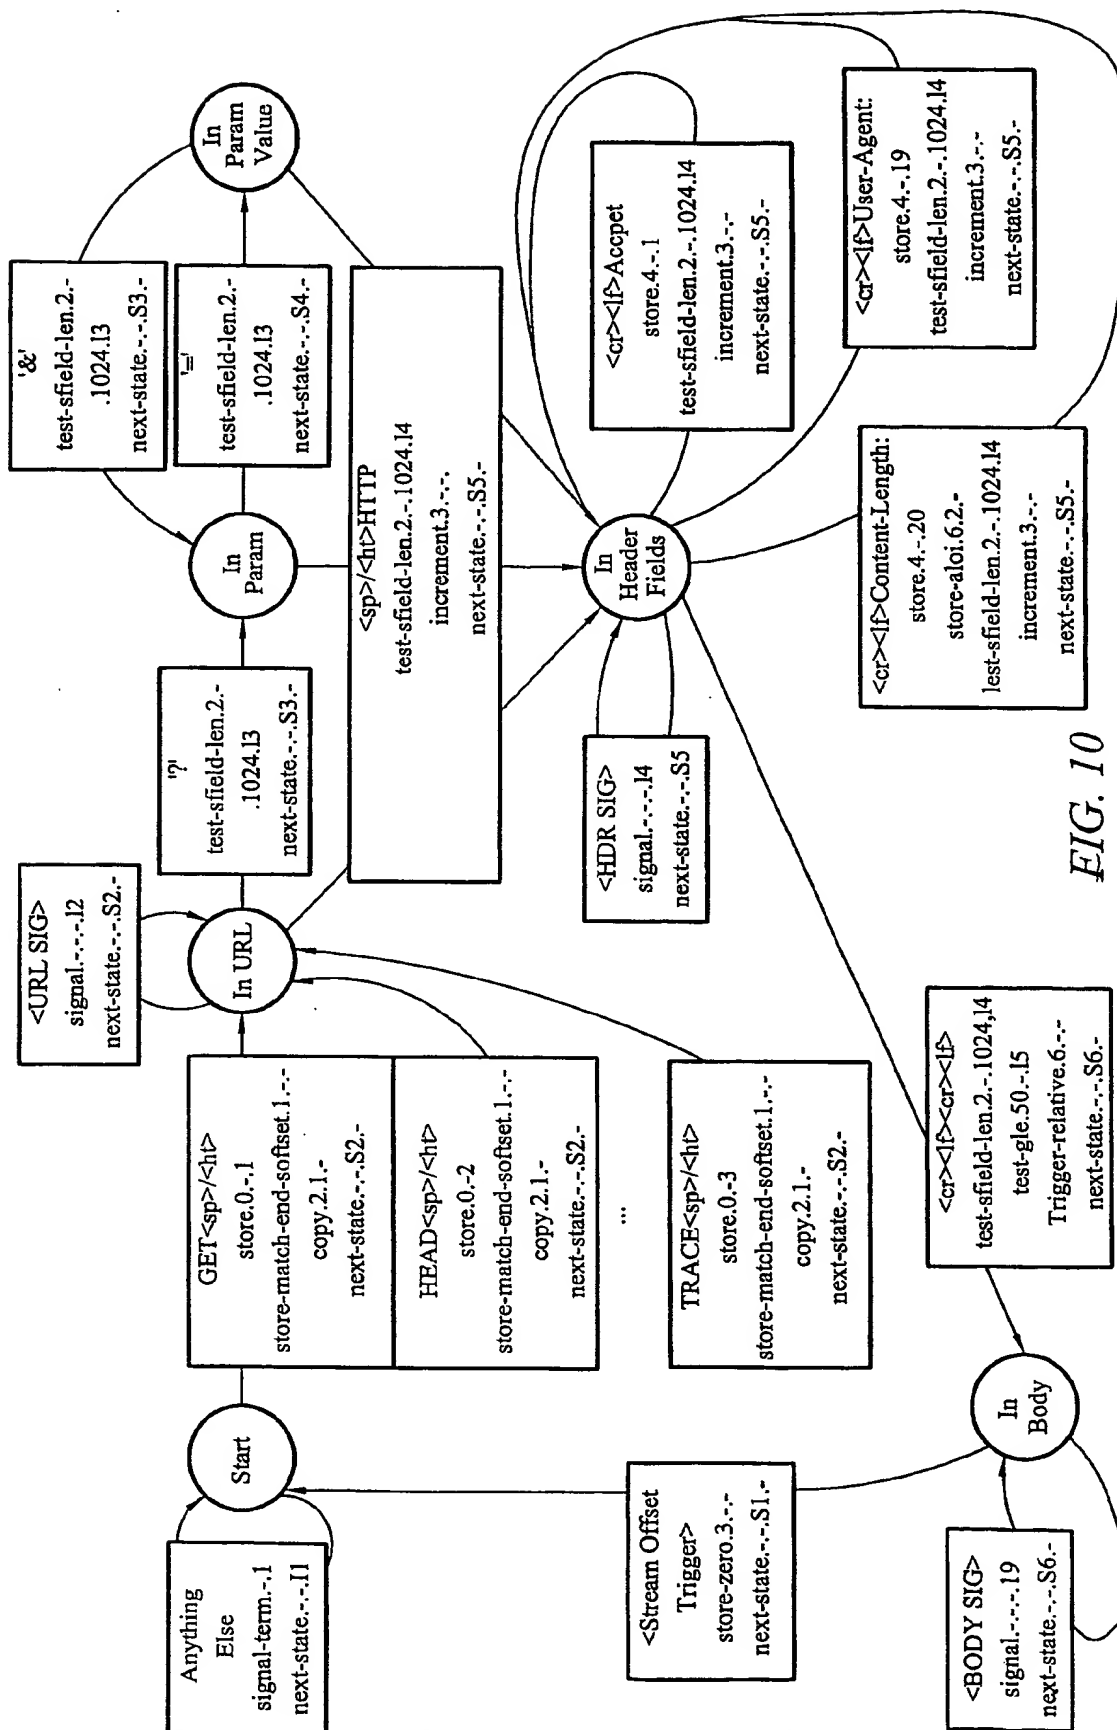 Anything
Else
signal-term.-.1
next-state.-.-.I1
Start
GET<sp>/<ht>
store.0.-.1
store-match-end-softset.1.-.-
copy.2.1.-
next-state.-.-.S2.-
HEAD<sp>/<ht>
store.0.-2
store-match-end-softset.1.-.-
copy.2.1.-
next-state.-.-.S2.-
...
TRACE<sp>/<ht>
store.0.-3
store-match-end-softset.1.-.-
copy.2.1.-
next-state.-.-.S2.-
<URL SIG>
signal.-.-.-.12
next-state.-.-.S2.-
In URL
'?'
test-sfield-len.2.-
.1024.13
next-state.-.-.S3.-
In
Param
'&'
test-sfield-len.2.-
.1024.13
next-state.-.-.S3.-
'='
test-sfield-len.2.-
.1024.13
next-state.-.-.S4.-
In
Param
Value
<sp>/<ht>HTTP
test-sfield-len.2.-.1024.14
increment.3.-.-.
next-state.-.-.S5.-
<HDR SIG>
signal.-.-.-.14
next-state.-.-.S5
In
Header
Fields
<cr><lf>Accpet
store.4.-.1
test-sfield-len.2.-.1024.14
increment.3.-.-
next-state.-.-.S5.-
<cr><lf>User-Agent:
store.4.-.19
test-sfield-len.2.-.1024.14
increment.3.-.-
next-state.-.-.S5.-
<cr><lf>Content-Length:
store.4.-.20
store-aloi.6.2.-
lest-sfield-len.2.-.1024.14
increment.3.-.-
next-state.-.-.S5.-
<Stream Offset
Trigger>
store-zero.3.-.-
next-state.-.-.S1.-
<cr><lf><cr><lf>
test-sfield-len.2.-.1024,14
test-gle.50.-.15
Trigger-relative.6.-.-
next-state.-.-.S6.-
In
Body
<BODY SIG>
signal.-.-.-.19
next-state.-.-.S6.-
FIG. 10